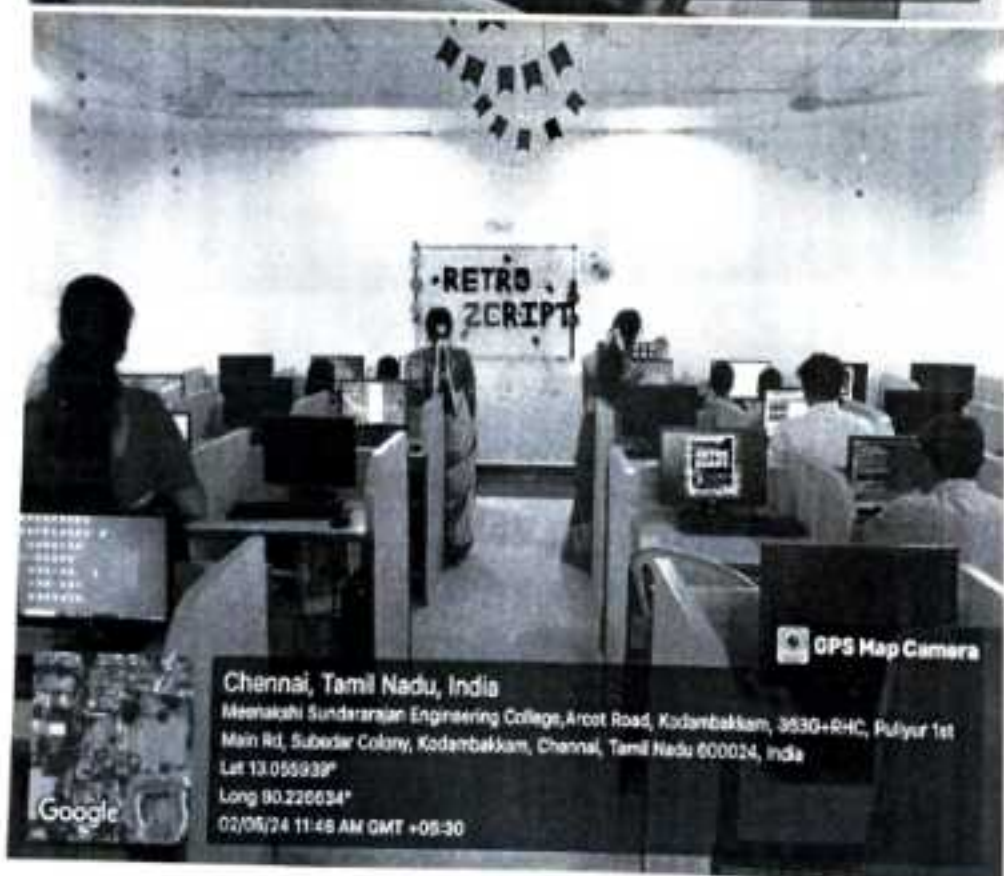 RETRO
ZCRIPT
GPS Map Camera
Chennai, Tamil Nadu, India
Meenakshi Sundararajan Engineering College, Arcot Road, Kodambakkam, 3630+RHC, Puliyur 1st
Main Rd, Subedar Colony, Kodambakkam, Chennai, Tamil Nadu 600024, India
Lat 13.055939°
Long 80.226634°
02/05/24 11:46 AM GMT +05:30
Google